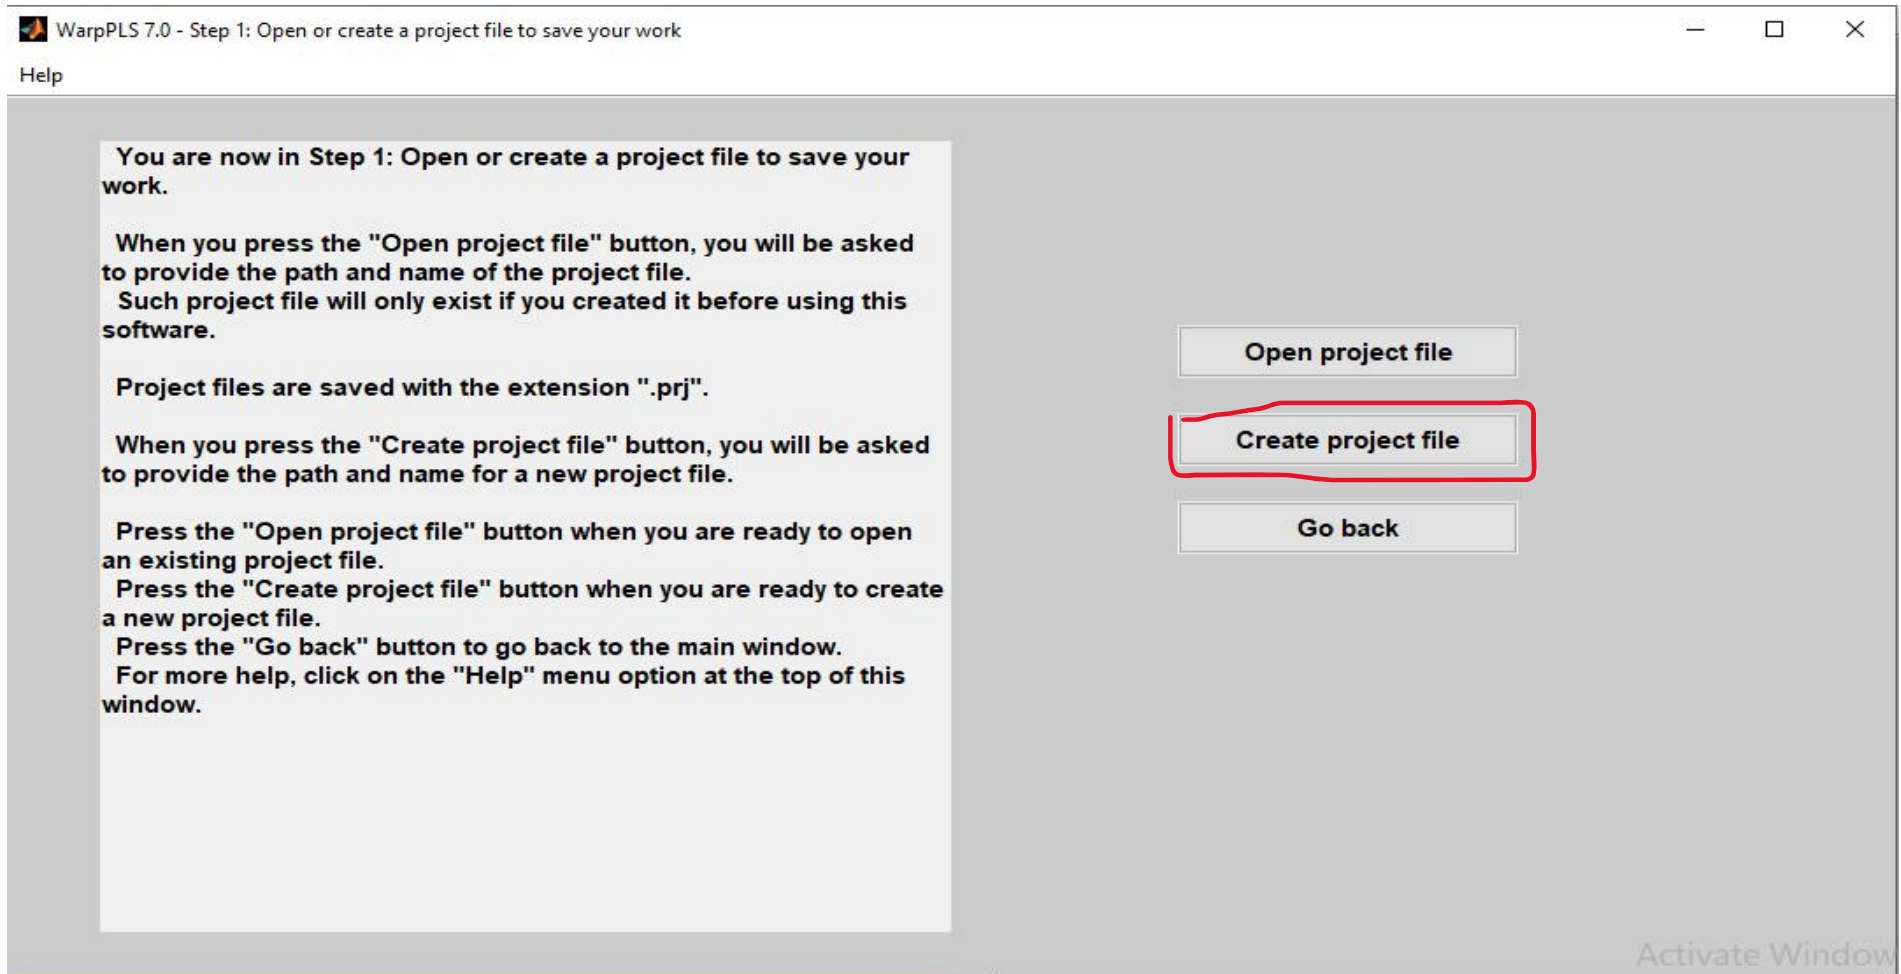 WarpPLS 7.0 - Step 1: Open or create a project file to save your work
Help
You are now in Step 1: Open or create a project file to save your
work.
When you press the "Open project file" button, you will be asked
to provide the path and name of the project file.
Such project file will only exist if you created it before using this
software.
Project files are saved with the extension ".prj".
When you press the "Create project file" button, you will be asked
to provide the path and name for a new project file.
Press the "Open project file" button when you are ready to open
an existing project file.
Press the "Create project file" button when you are ready to create
a new project file.
Press the "Go back" button to go back to the main window.
For more help, click on the "Help" menu option at the top of this
window.
Open project file
Create project file
Go back
Activate Window